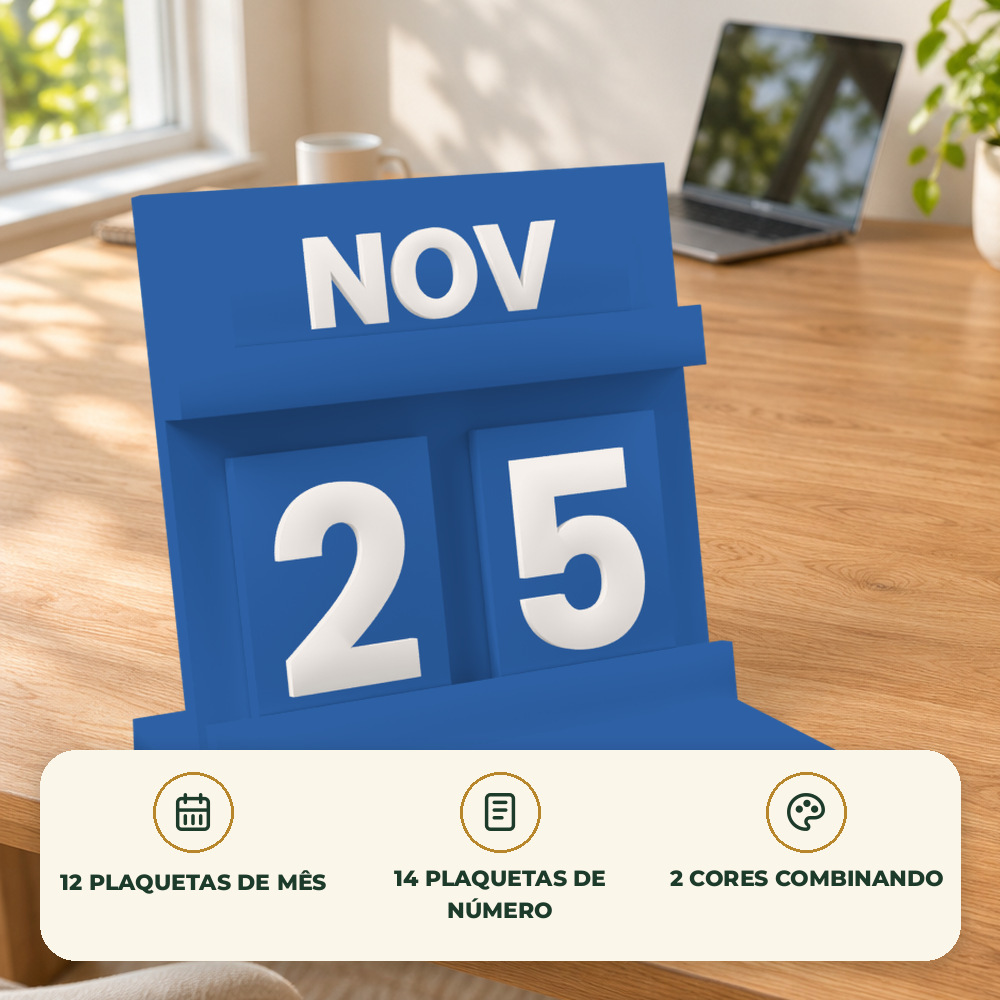 NOV
2 5
12 PLAQUETAS DE MÊS
14 PLAQUETAS DE
NÚMERO
2 CORES COMBINANDO